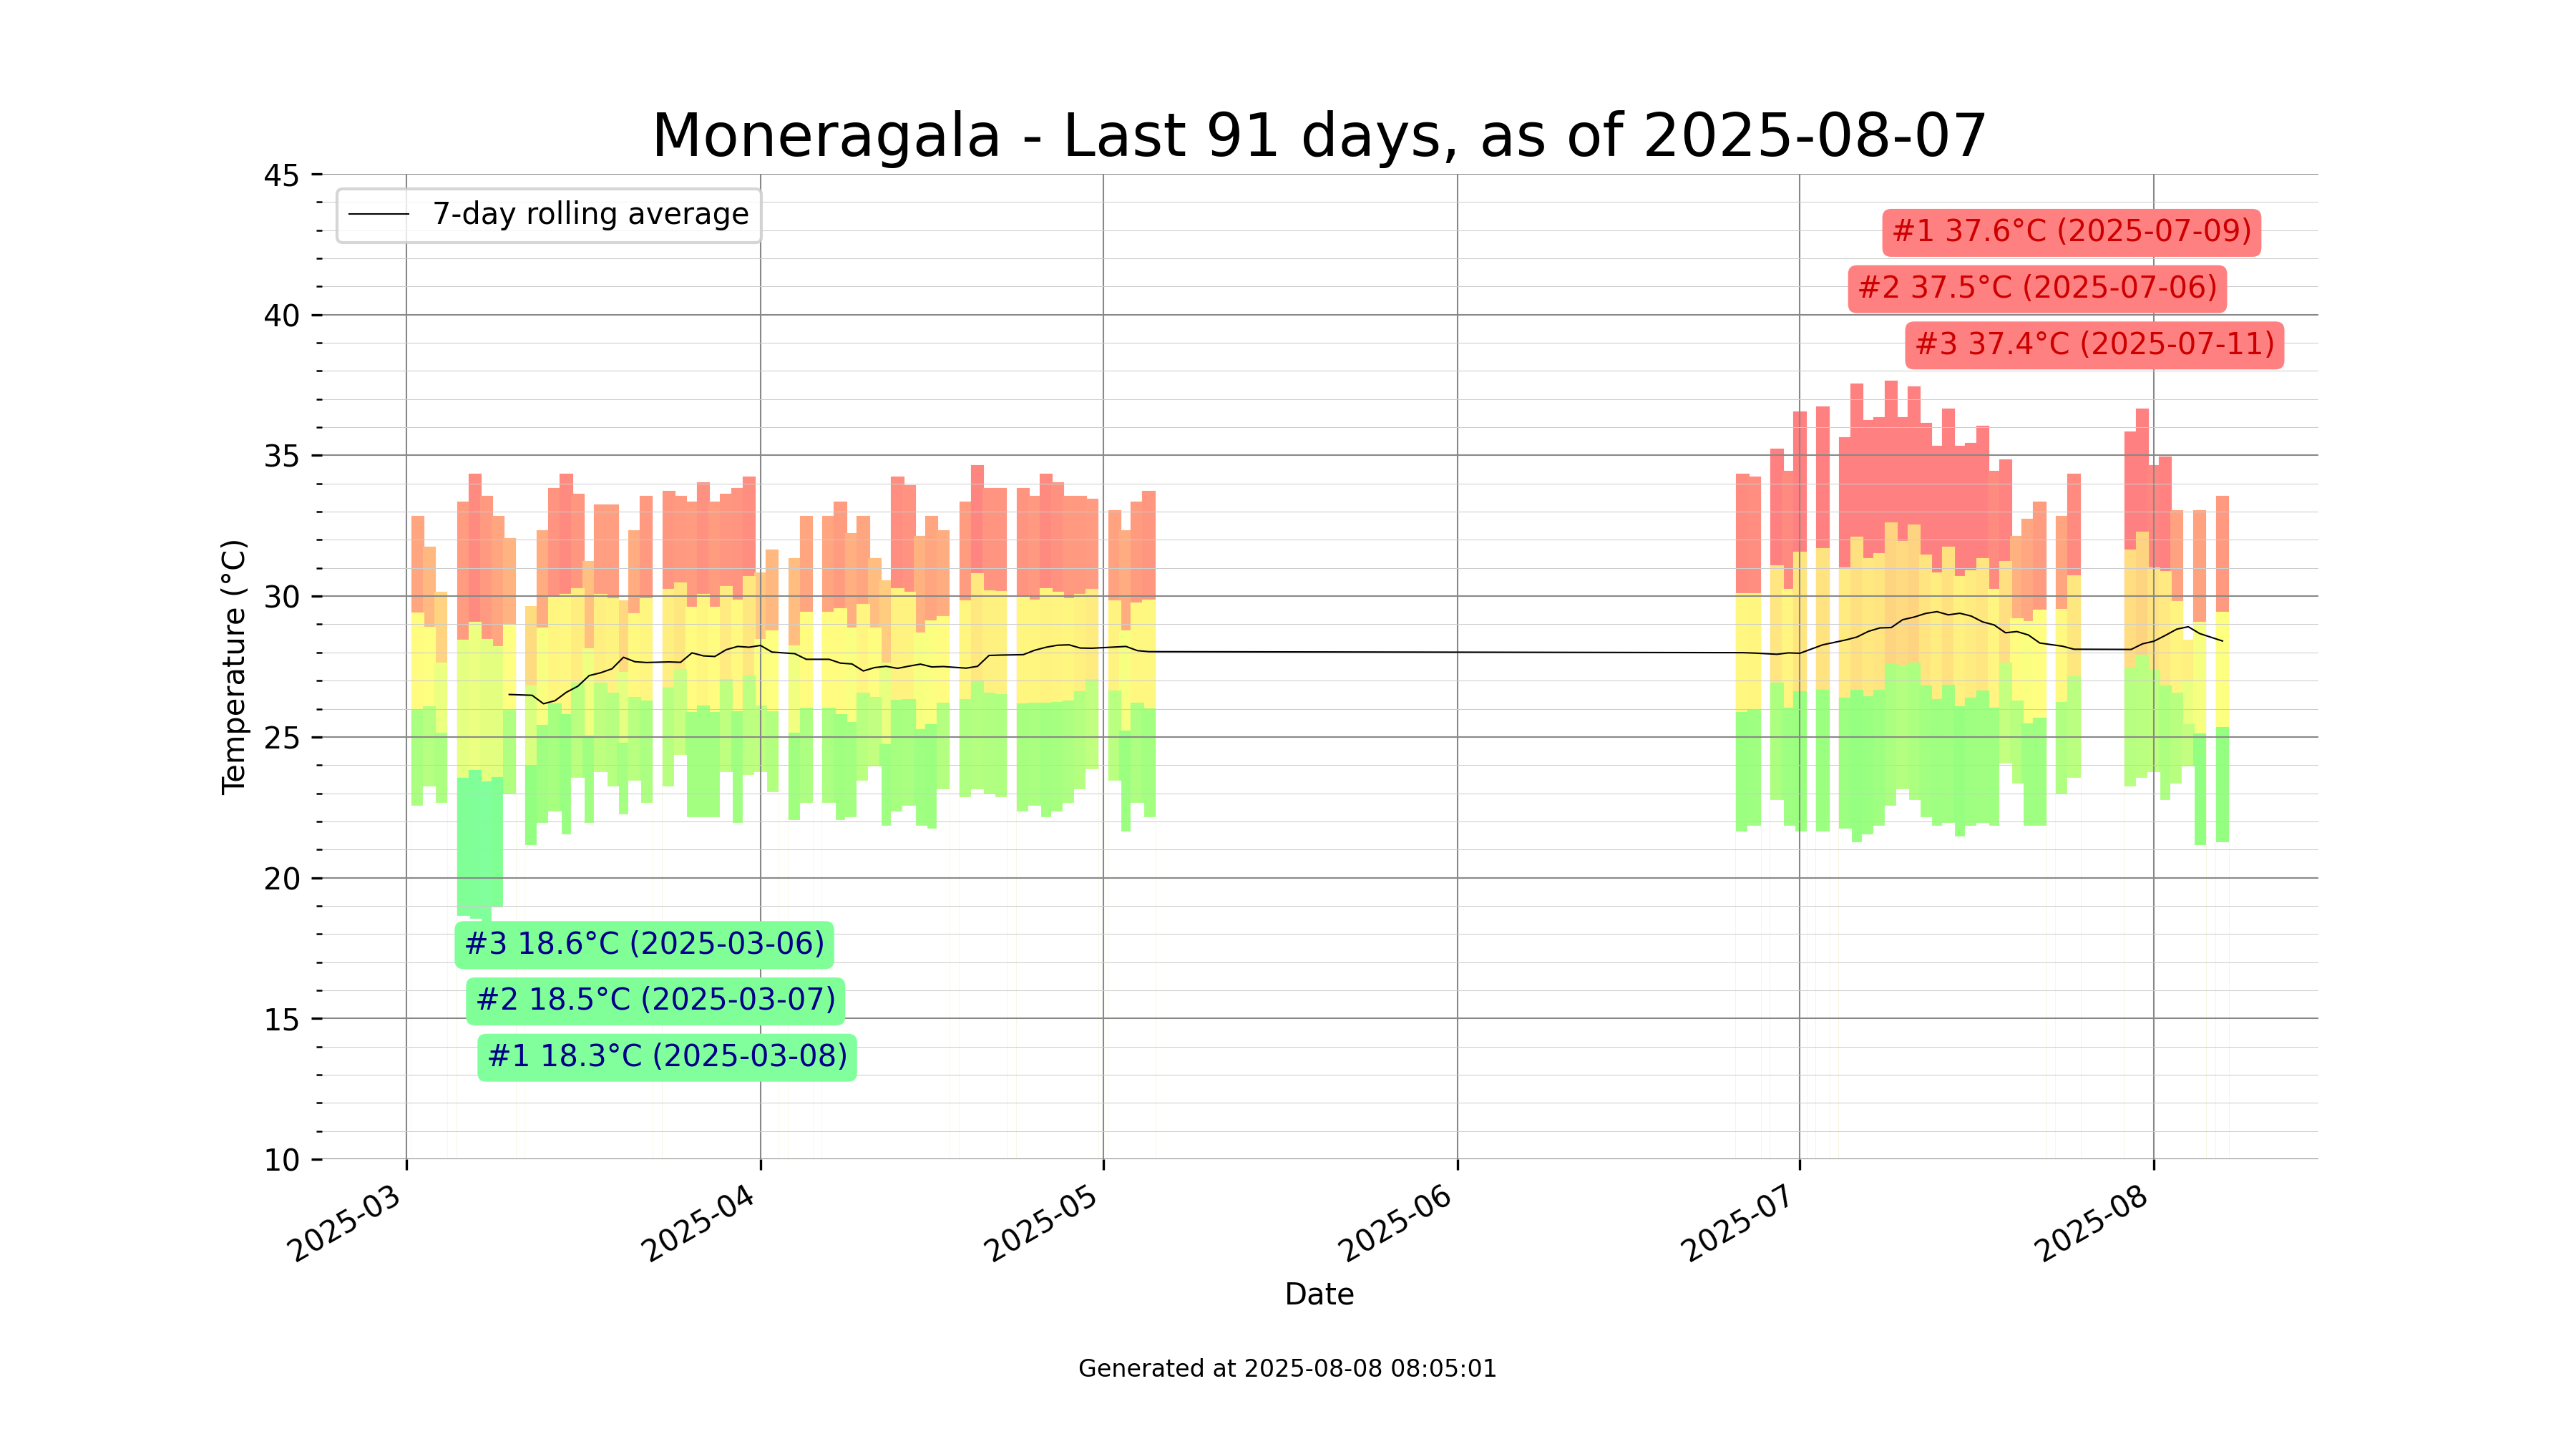 Moneragala - Last 91 days, as of 2025-08-07
7-day rolling average
#1 37.6°C (2025-07-09)
#2 37.5°C (2025-07-06)
#3 37.4°C (2025-07-11)
#3 18.6°C (2025-03-06)
#2 18.5°C (2025-03-07)
#1 18.3°C (2025-03-08)
Temperature (°C)
45
40
35
30
25
20
15
10
2025-03
2025-04
2025-05
2025-06
2025-07
2025-08
Date
Generated at 2025-08-08 08:05:01